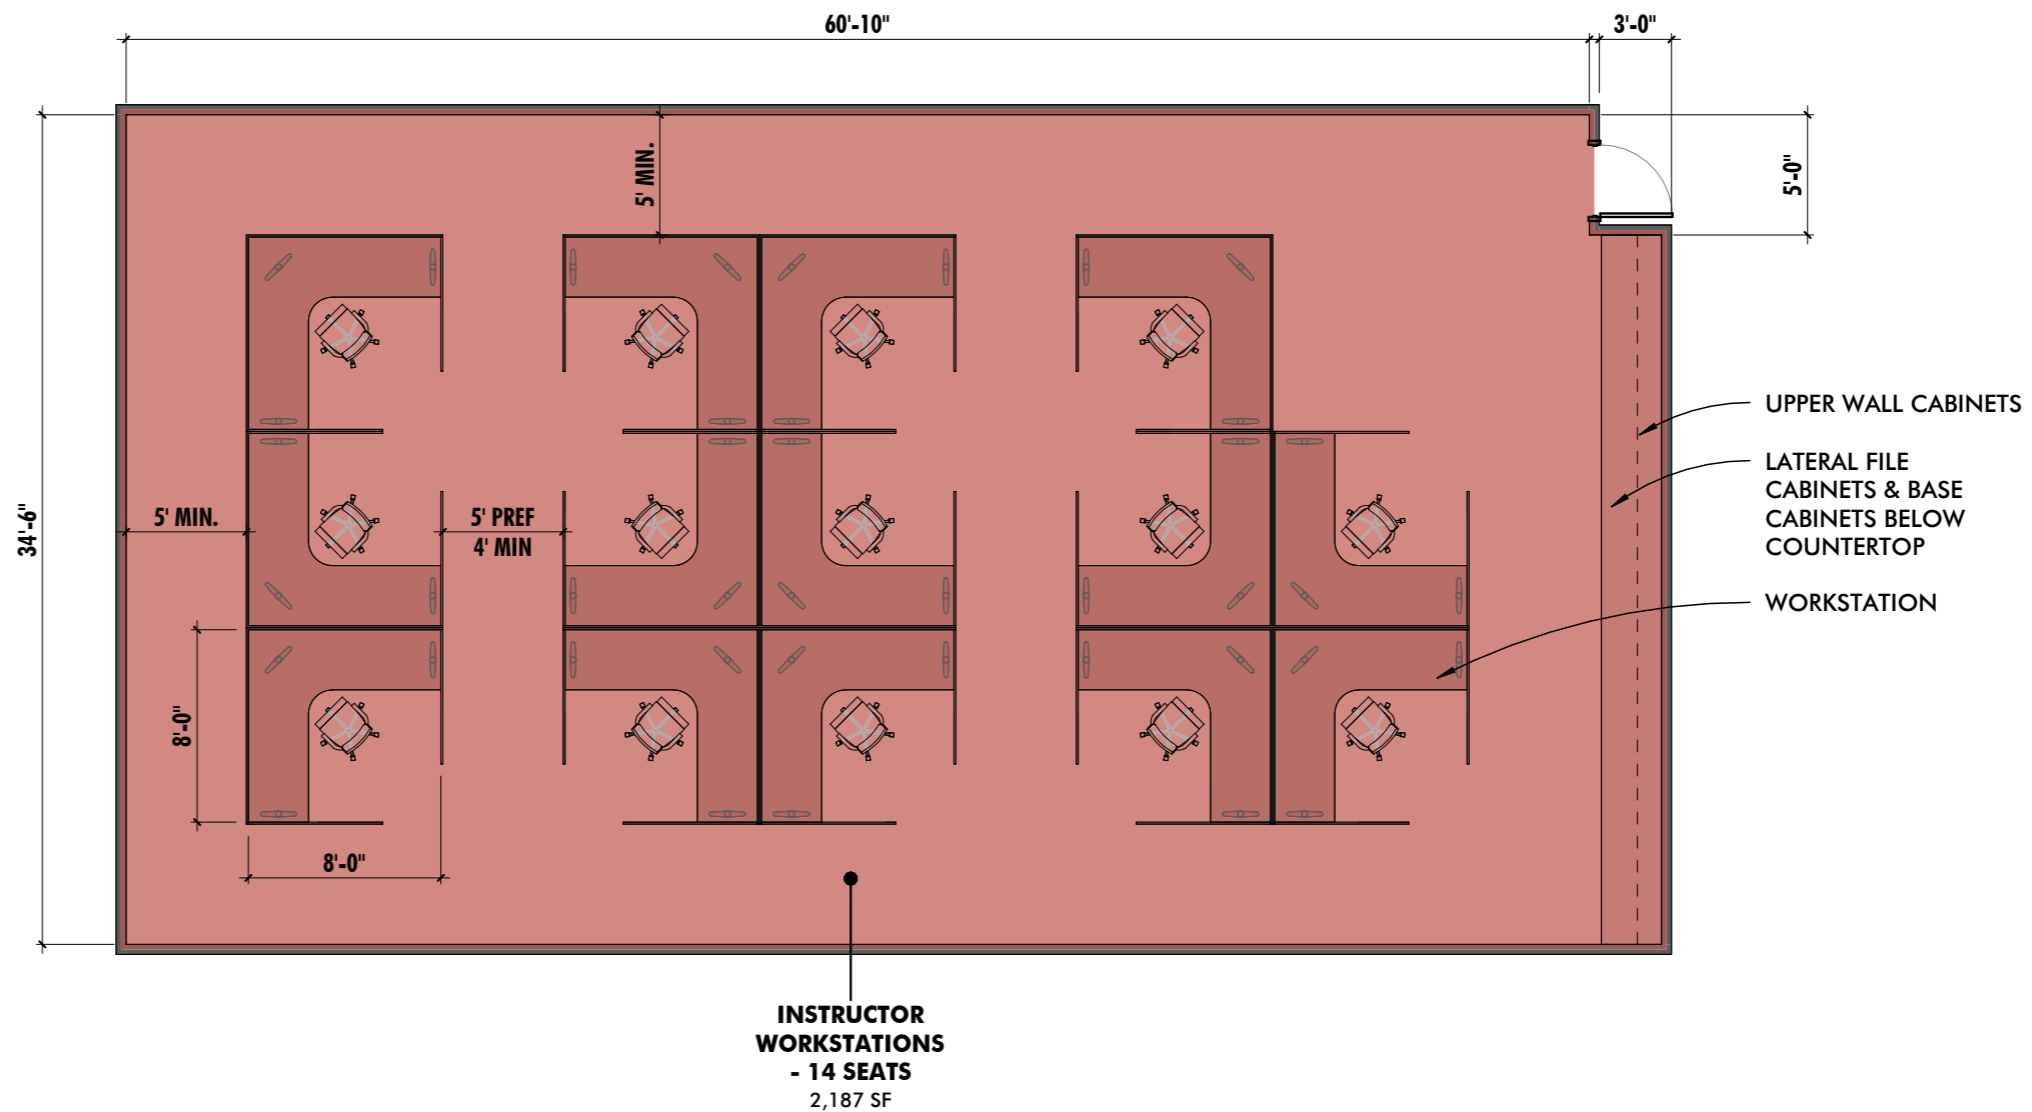 60'-10"
3'-0"
5' MIN.
5'-0"
UPPER WALL CABINETS
LATERAL FILE
CABINETS & BASE
CABINETS BELOW
COUNTERTOP
34'-6"
5' MIN.
5' PREF
4' MIN
WORKSTATION
8'-0"
8'-0"
INSTRUCTOR
WORKSTATIONS
- 14 SEATS
2,187 SF